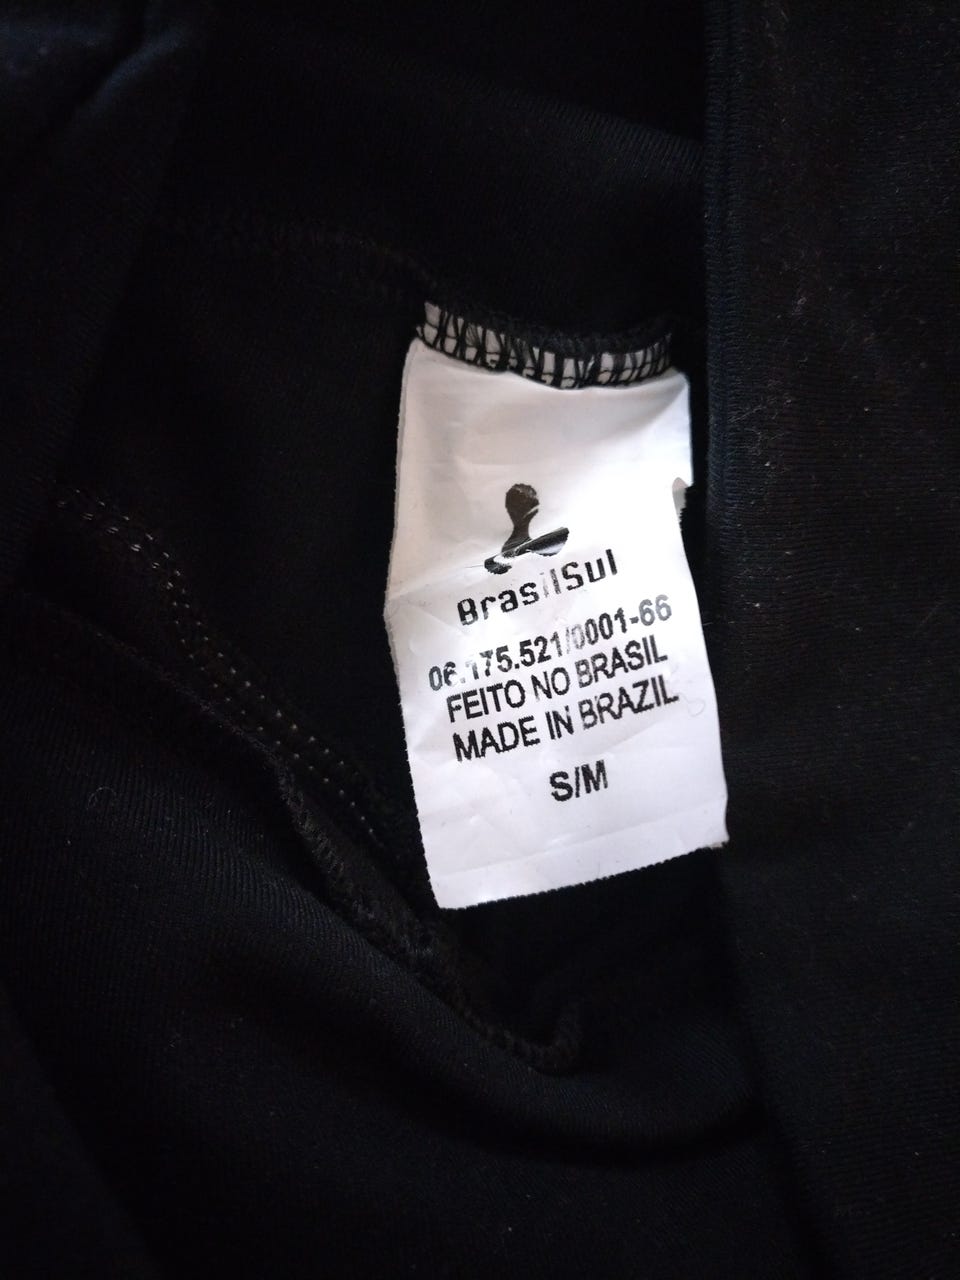 BrasilSul
06.175.521/0001-66
FEITO NO BRASIL
MADE IN BRAZIL
S/M